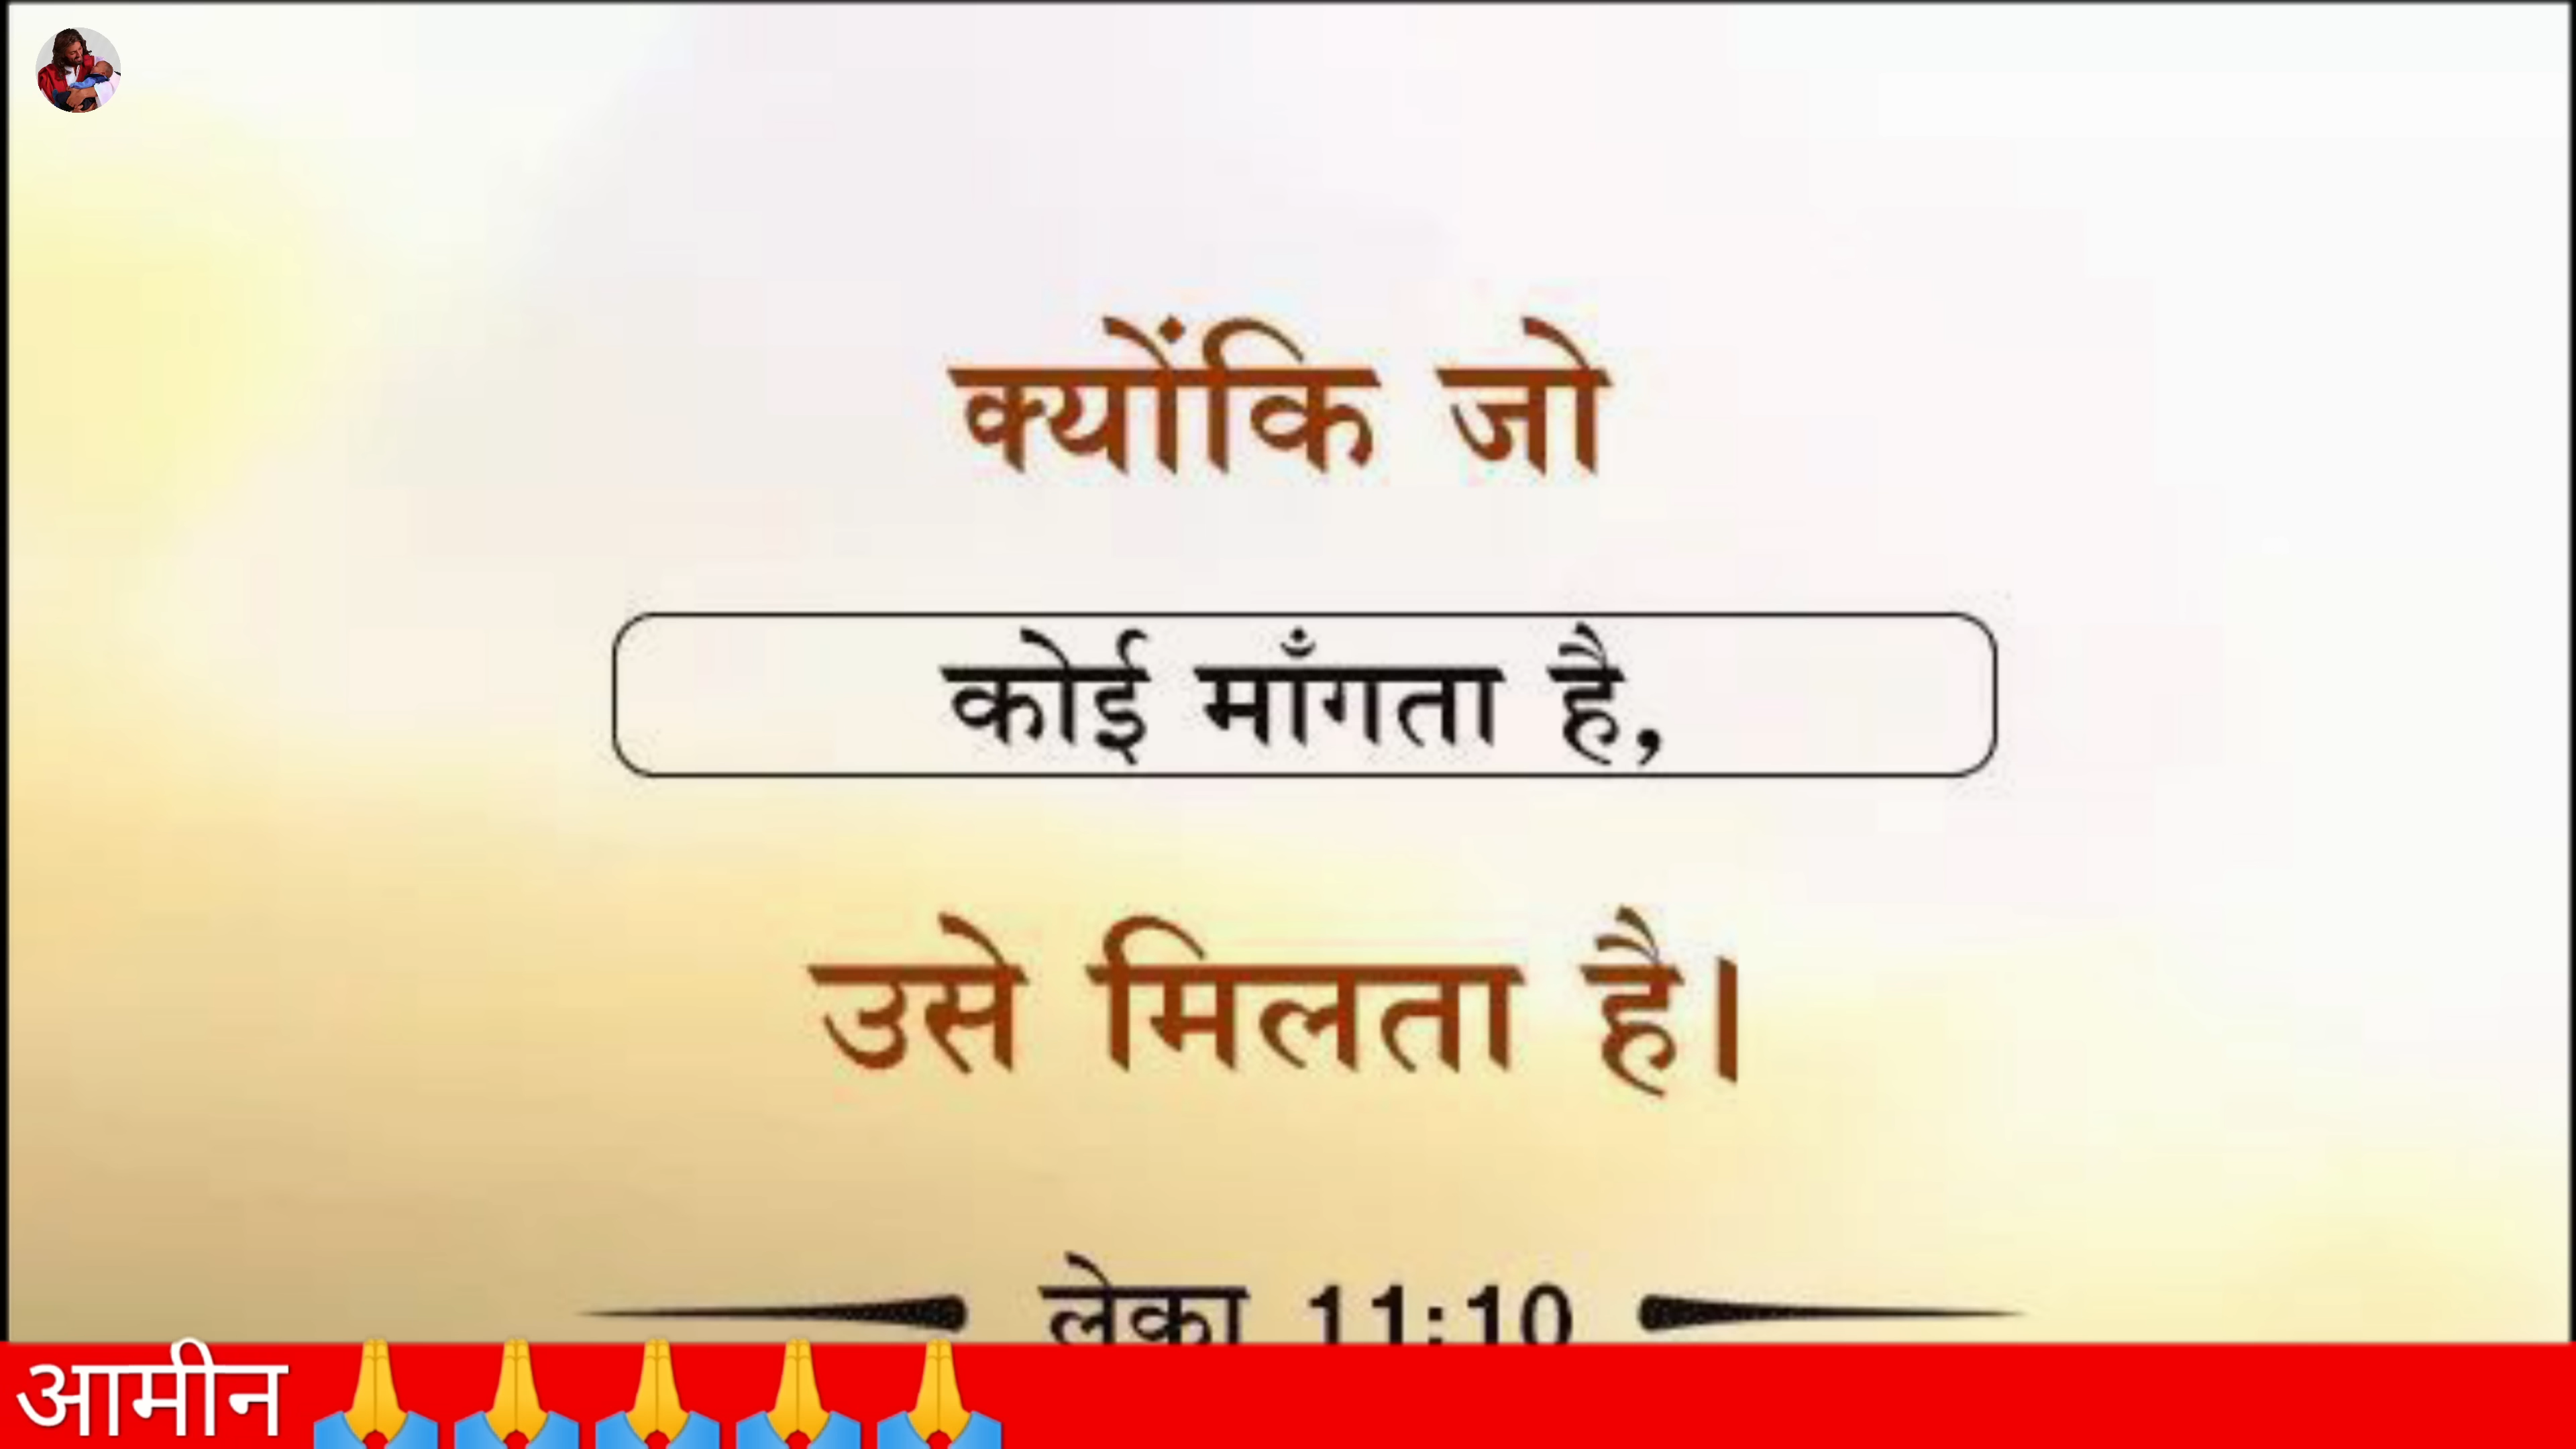 क्योंकि जो
कोई माँगता है,
उसे मिलता है।
लेका 11:10
आमीन 🙏🙏🙏🙏🙏